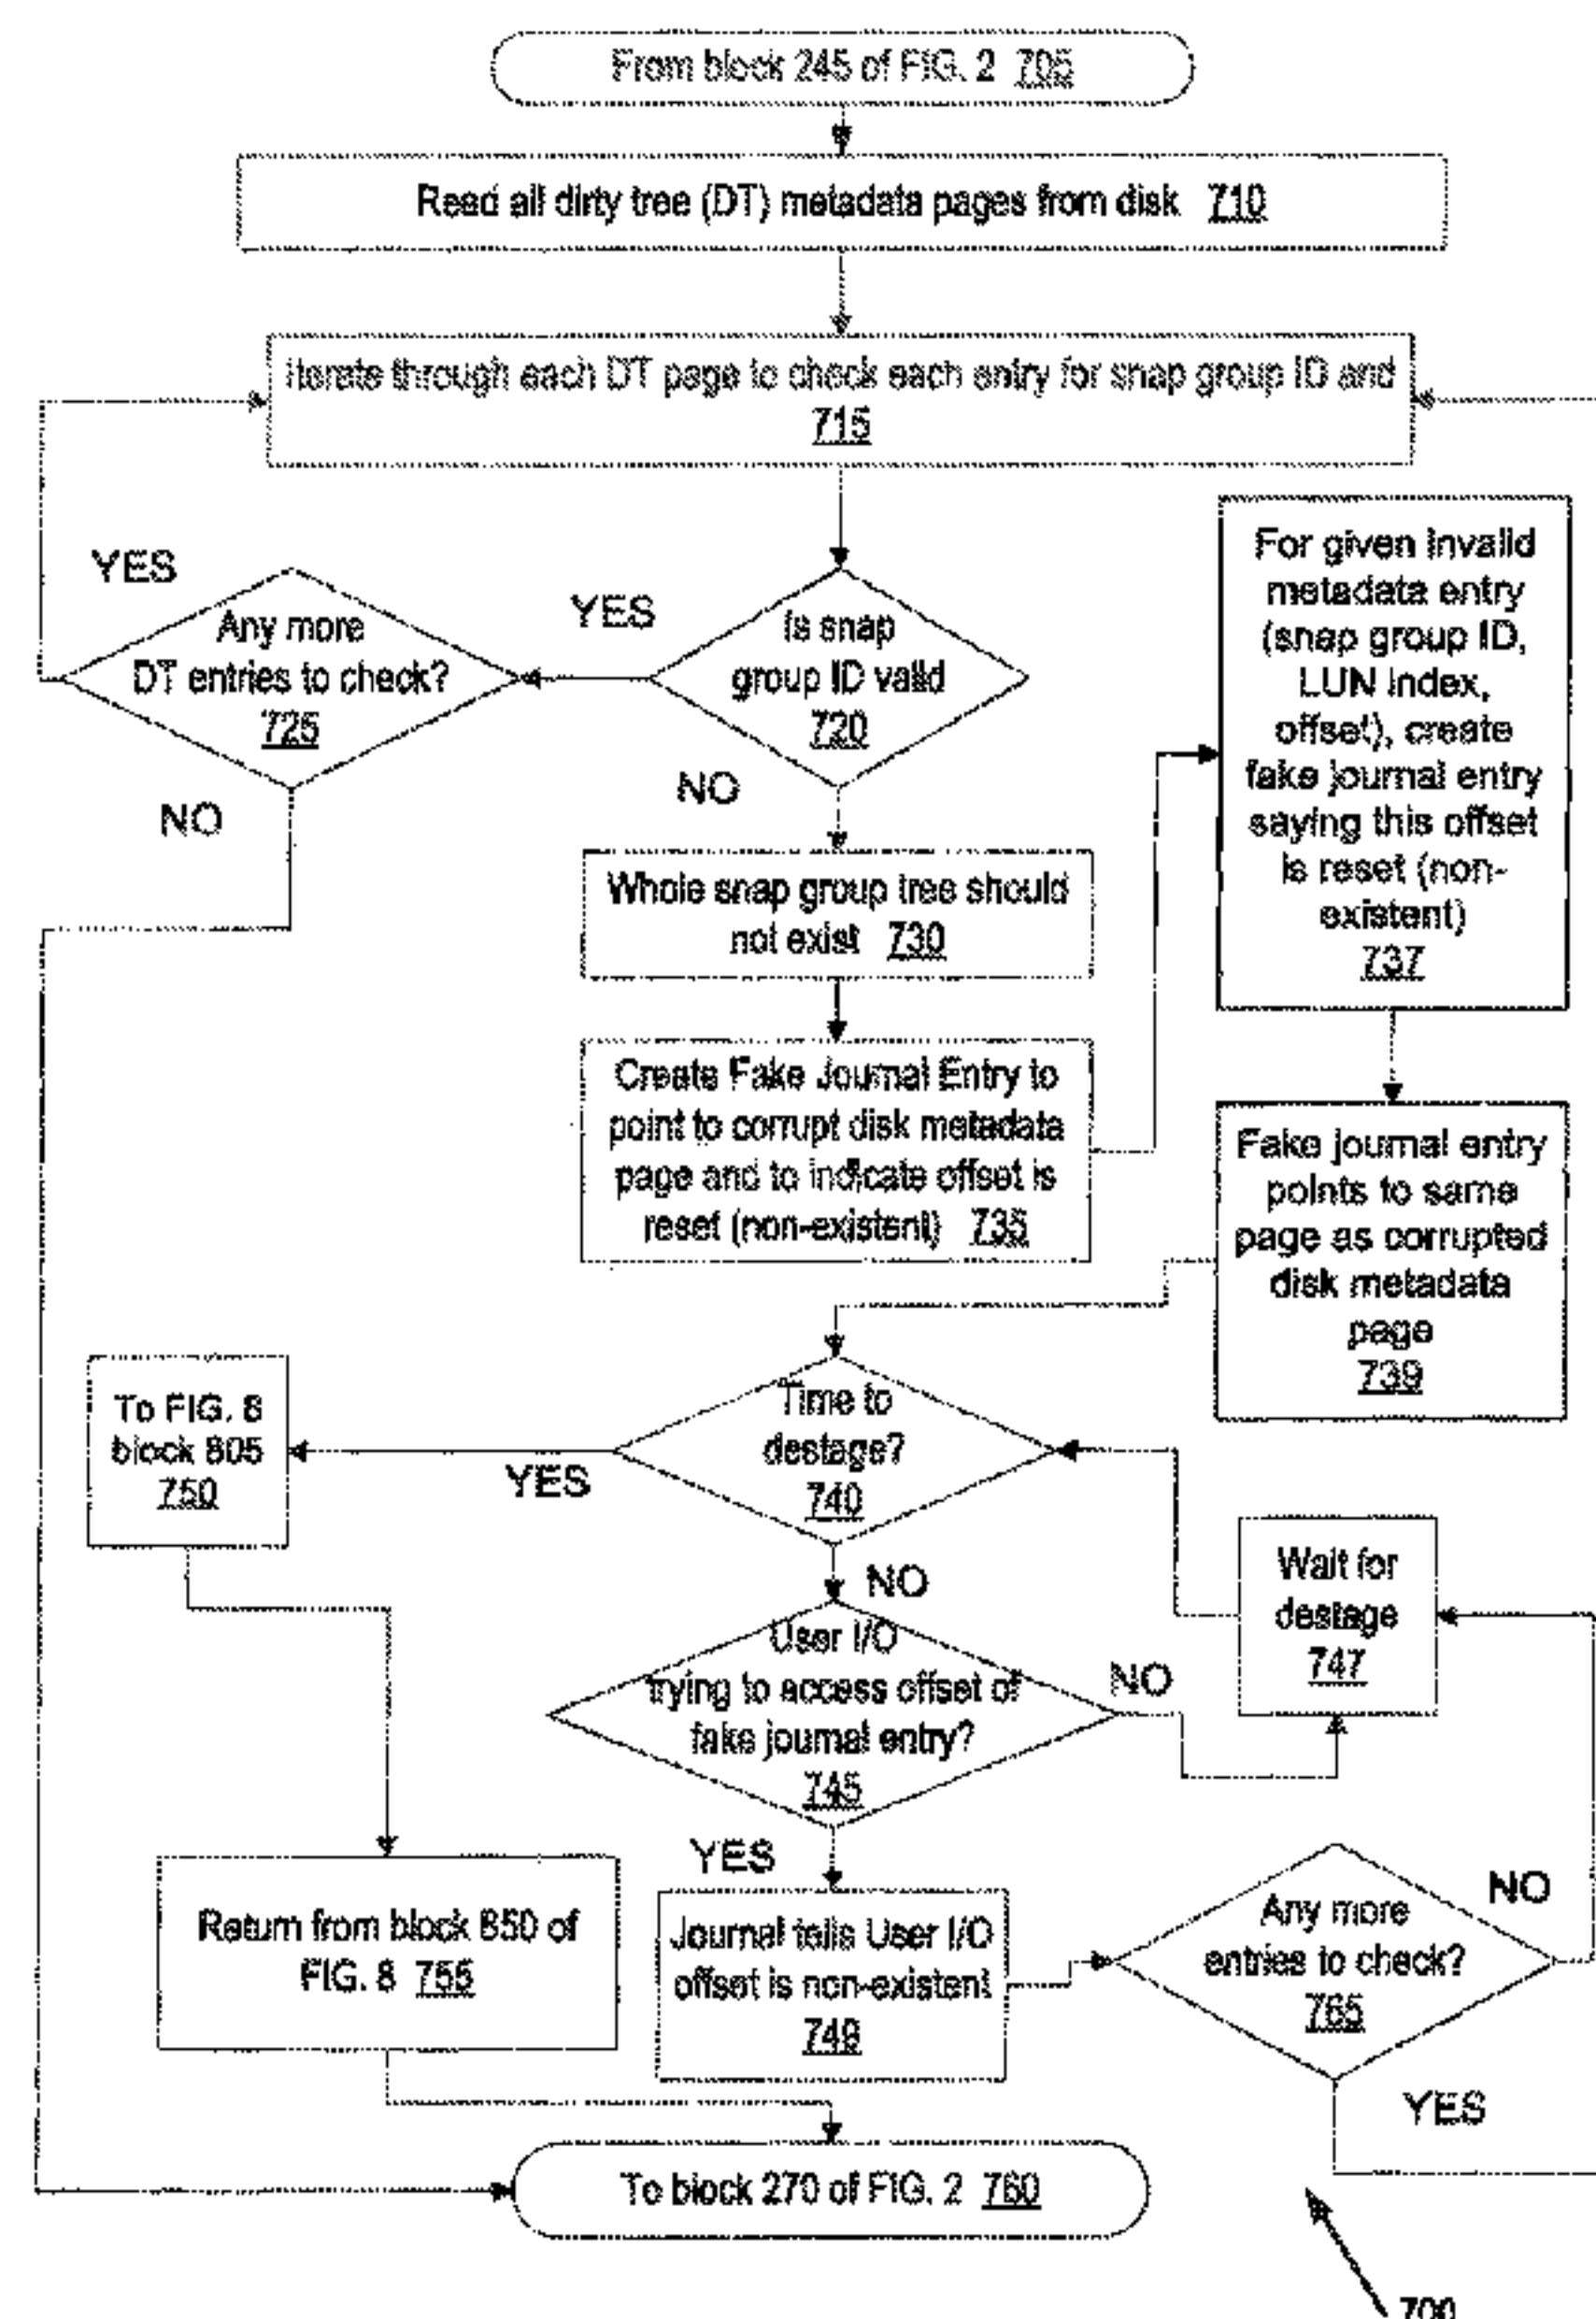 From block 245 of FIG. 2 705
Read all dirty tree (DT) metadata pages from disk 710
Iterate through each DT page to check each entry for snap group ID and
715
YES
Any more
DT entries to check?
725
NO
YES
Is snap
group ID valid
720
NO
For given invalid
metadata entry
(snap group ID,
LUN index,
offset), create
fake journal entry
saying this offset
is reset (non-
existent)
737
Whole snap group tree should
not exist 730
Create Fake Journal Entry to
point to corrupt disk metadata
page and to indicate offset is
reset (non-existent) 735
Fake journal entry
points to same
page as corrupted
disk metadata
page
739
To FIG. 8
block 805
750
YES
Time to
destage?
740
NO
Wait for
destage
747
User I/O
trying to access offset of
fake journal entry?
745
NO
YES
Return from block 850 of
FIG. 8 755
Journal tells User I/O
offset is non-existent
749
Any more
entries to check?
765
NO
YES
To block 270 of FIG. 2 760
700